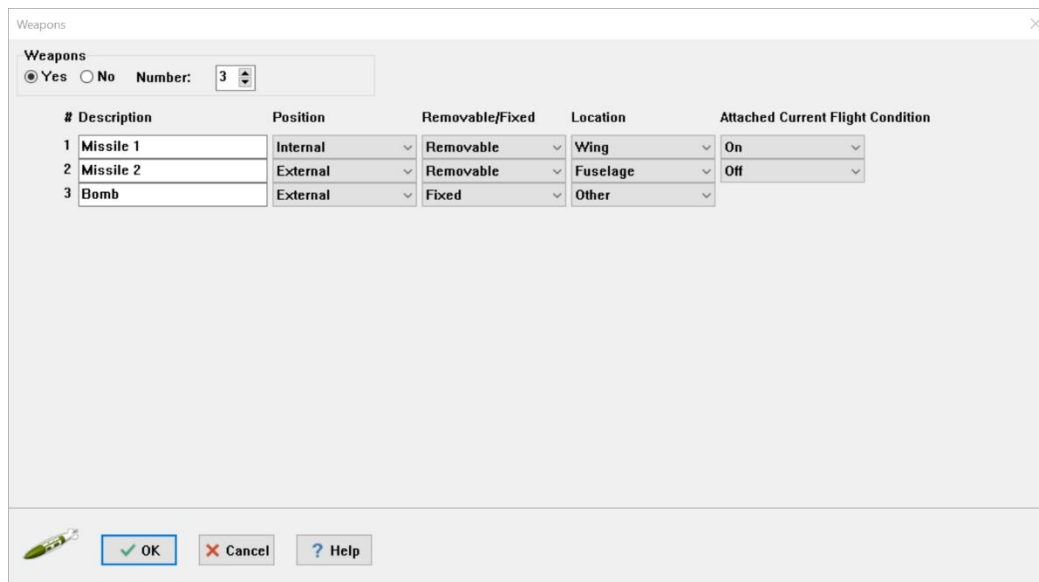 Weapons
Weapons
Yes No Number: 3
# Description Position Removable/Fixed Location Attached Current Flight Condition
1 Missile 1 Internal Removable Wing On
2 Missile 2 External Removable Fuselage Off
3 Bomb External Fixed Other
OK Cancel ? Help